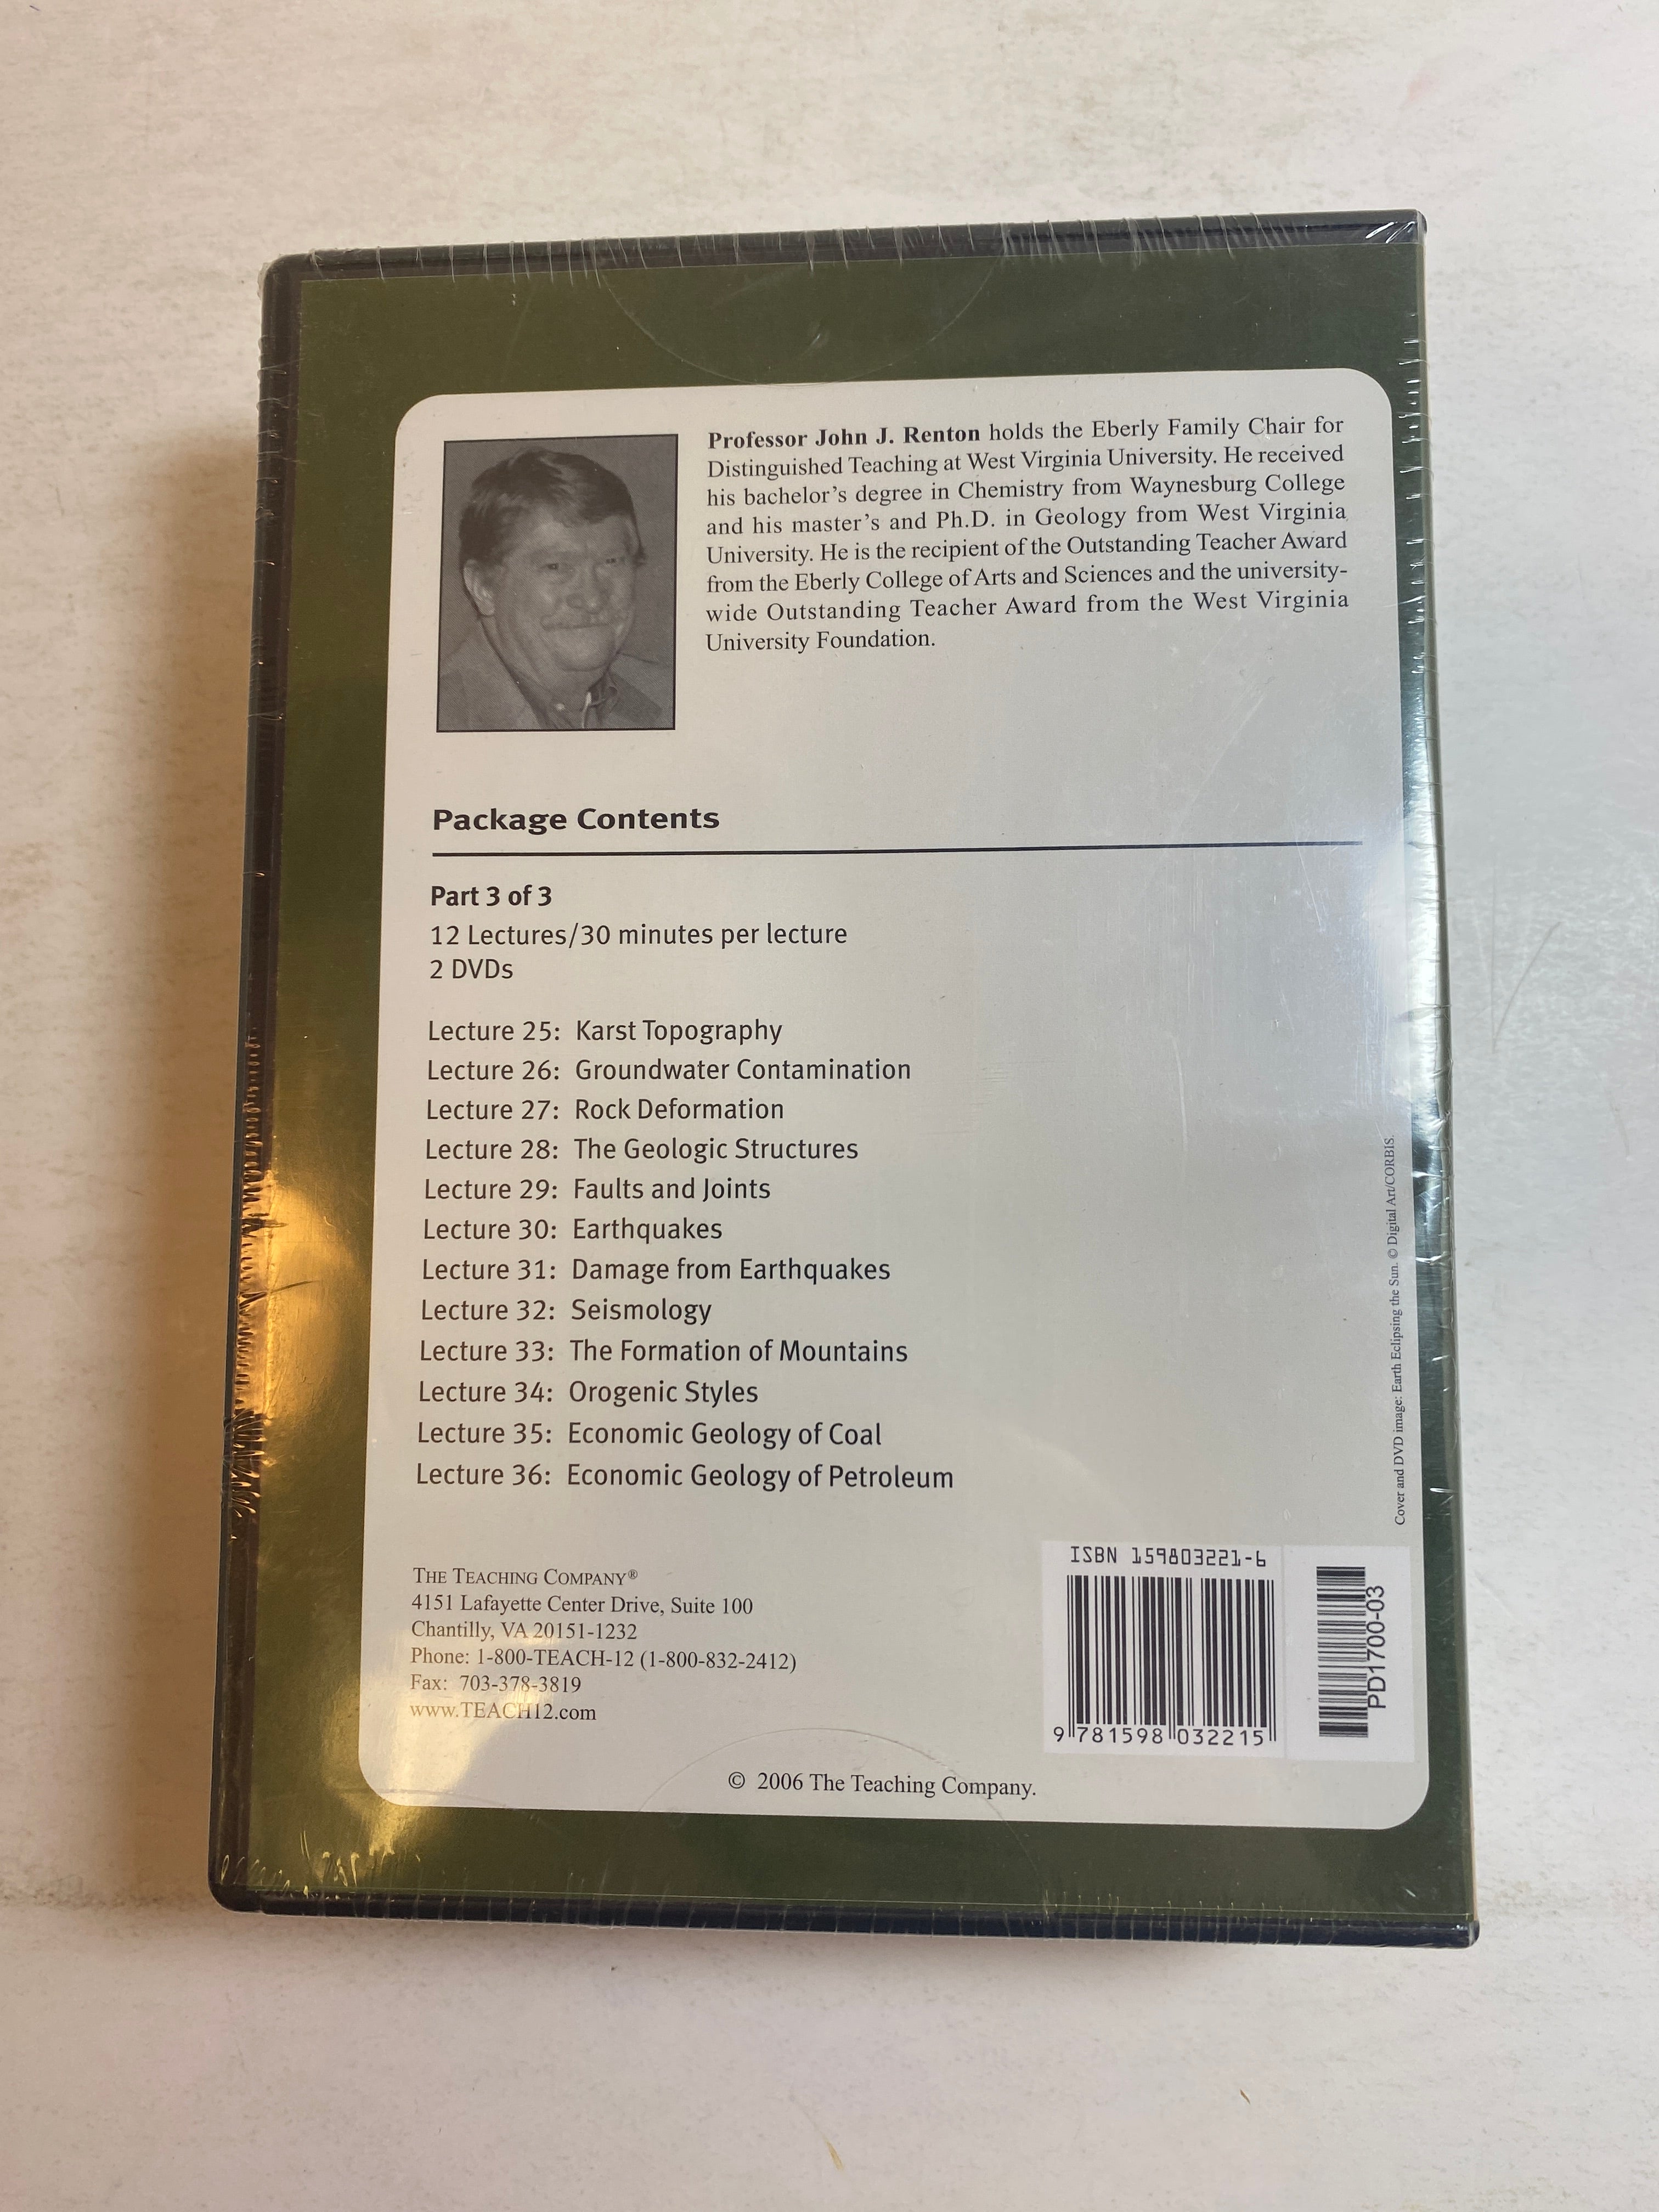 Professor John J. Renton holds the Eberly Family Chair for
Distinguished Teaching at West Virginia University. He received
his bachelor's degree in Chemistry from Waynesburg College
and his master's and Ph.D. in Geology from West Virginia
University. He is the recipient of the Outstanding Teacher Award
from the Eberly College of Arts and Sciences and the university-
wide Outstanding Teacher Award from the West Virginia
University Foundation.
Package Contents
Part 3 of 3
12 Lectures/30 minutes per lecture
2 DVDs
Lecture 25: Karst Topography
Lecture 26: Groundwater Contamination
Lecture 27: Rock Deformation
Lecture 28: The Geologic Structures
Lecture 29: Faults and Joints
Lecture 30: Earthquakes
Lecture 31: Damage from Earthquakes
Lecture 32: Seismology
Lecture 33: The Formation of Mountains
Lecture 34: Orogenic Styles
Lecture 35: Economic Geology of Coal
Lecture 36: Economic Geology of Petroleum
Cover and DVD image: Earth Eclipsing the Sun. © Digital Art/CORBIS.
THE TEACHING COMPANY®
4151 Lafayette Center Drive, Suite 100
Chantilly, VA 20151-1232
Phone: 1-800-TEACH-12 (1-800-832-2412)
Fax: 703-378-3819
www.TEACH12.com
ISBN 159803221-6
9 781598 032215
PD1700-03
© 2006 The Teaching Company.